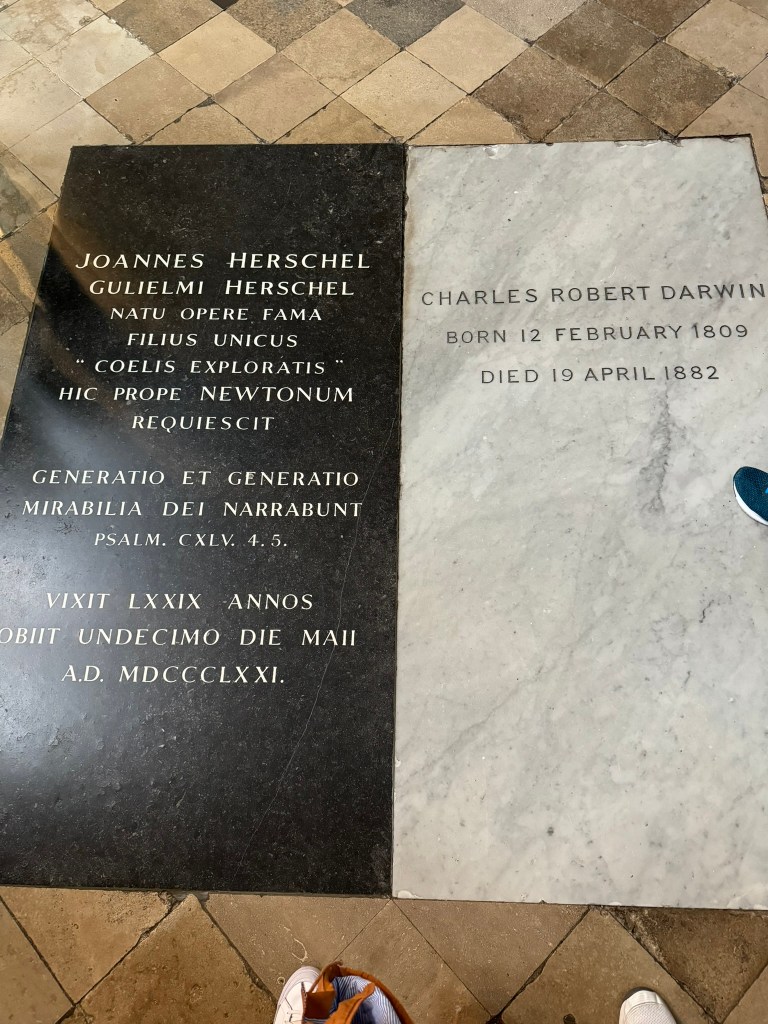 JOANNES HERSCHEL
GULIELMI HERSCHEL
NATU OPERE FAMA
FILIUS UNICUS
"COELIS EXPLORATIS"
HIC PROPE NEWTONUM
REQUIESCIT
GENERATIO ET GENERATIO
MIRABILIA DEI NARRABUNT
PSALM. CXLV. 4. 5.
VIXIT LXXIX ANNOS
OBIIT UNDECIMO DIE MAII
A.D. MDCCCLXXI.
CHARLES ROBERT DARWIN
BORN 12 FEBRUARY 1809
DIED 19 APRIL 1882